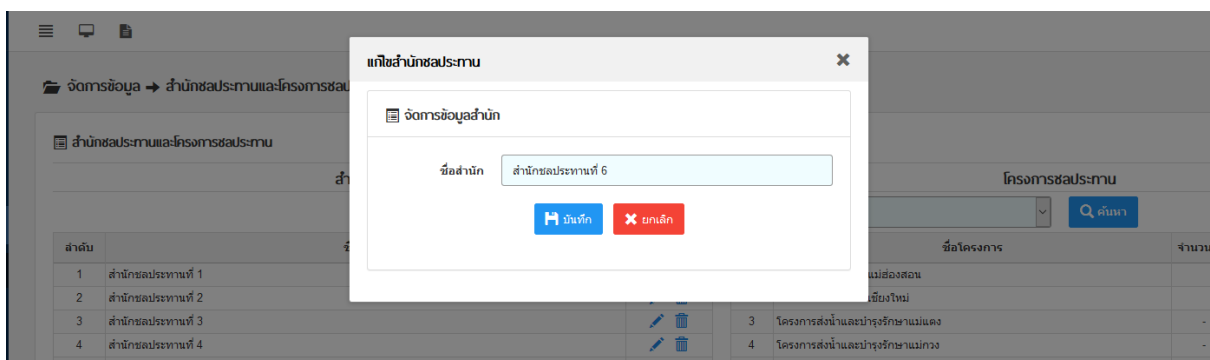 แก้ไขสำนักชลประทาน
จัดการข้อมูล → สำนักชลประทานและโครงการชลป
จัดการข้อมูลสำนัก
สำนักชลประทานและโครงการชลประทาน
ชื่อสำนัก สำนักชลประทานที่ 6
สำ โครงการชลประทาน
บันทึก ยกเลิก ค้นหา
ลำดับ ชื่อโครงการ จำนวน
1 สำนักชลประทานที่ 1 แม่ฮ่องสอน
2 สำนักชลประทานที่ 2 เชียงใหม่
3 สำนักชลประทานที่ 3 3 โครงการส่งน้ำและบำรุงรักษาแม่แตง -
4 สำนักชลประทานที่ 4 4 โครงการส่งน้ำและบำรุงรักษาแม่กวง -